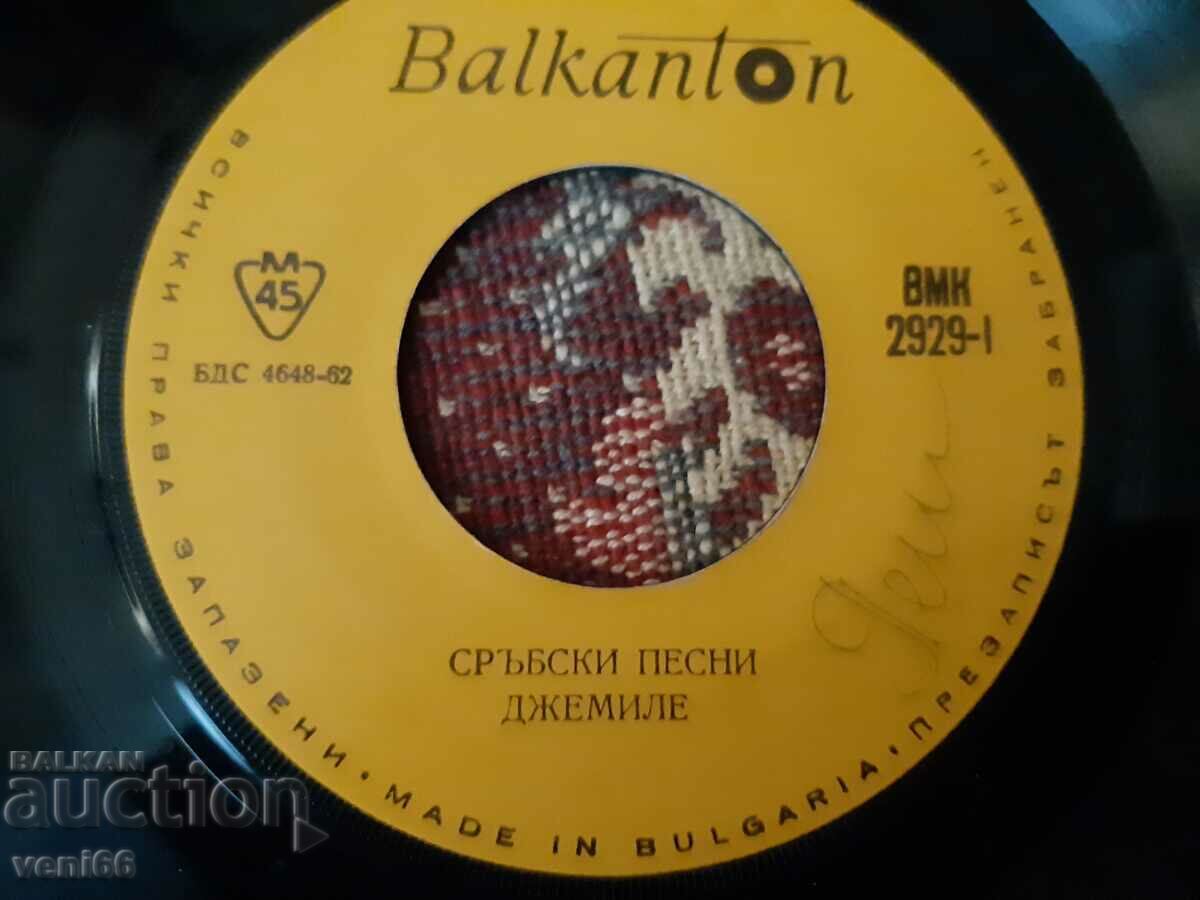 Balkanton
ВСИЧКИ ПРАВА ЗАПАЗЕНИ · MADE IN BULGARIA · ПРЕЗАПИСЪТ ЗАБРАНЕН
M
45
БДС 4648-62
ВМК
2929-I
СРЪБСКИ ПЕСНИ
ДЖЕМИЛЕ
BALKAN
auction
veni66